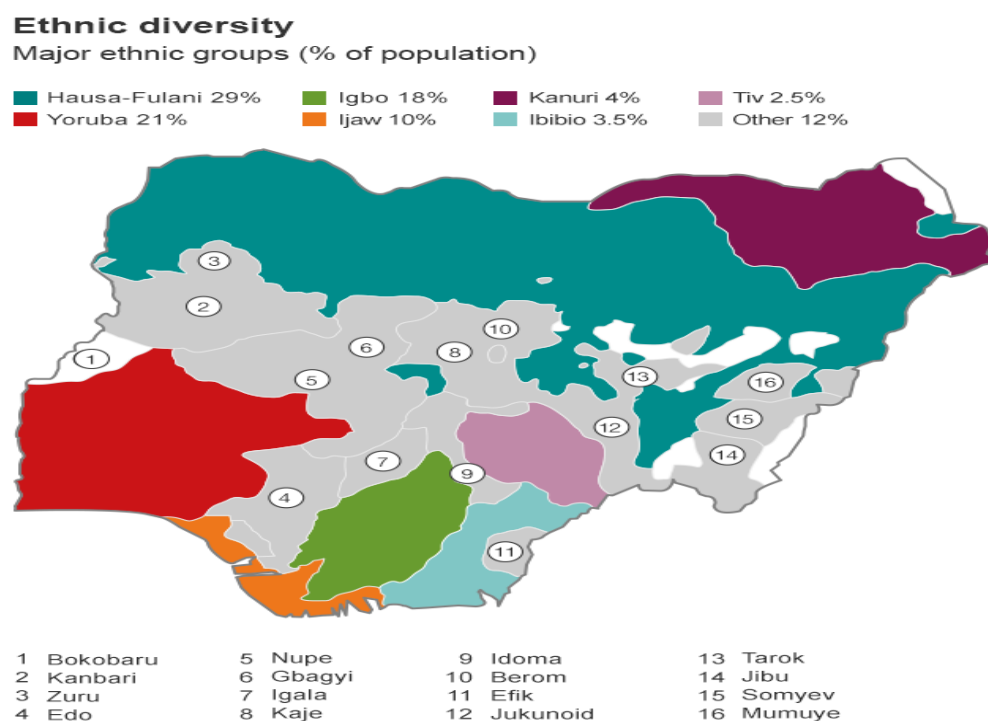 Ethnic diversity
Major ethnic groups (% of population)
Hausa-Fulani 29% Igbo 18% Kanuri 4% Tiv 2.5%
Yoruba 21% Ijaw 10% Ibibio 3.5% Other 12%
3
2
10
1
6
8
5
13
16
15
12
14
7
9
4
11
1 Bokobaru 5 Nupe 9 Idoma 13 Tarok
2 Kanbari 6 Gbagyi 10 Berom 14 Jibu
3 Zuru 7 Igala 11 Efik 15 Somyev
4 Edo 8 Kaje 12 Jukunoid 16 Mumuye